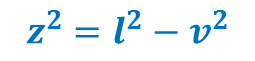 z² = l² − v²